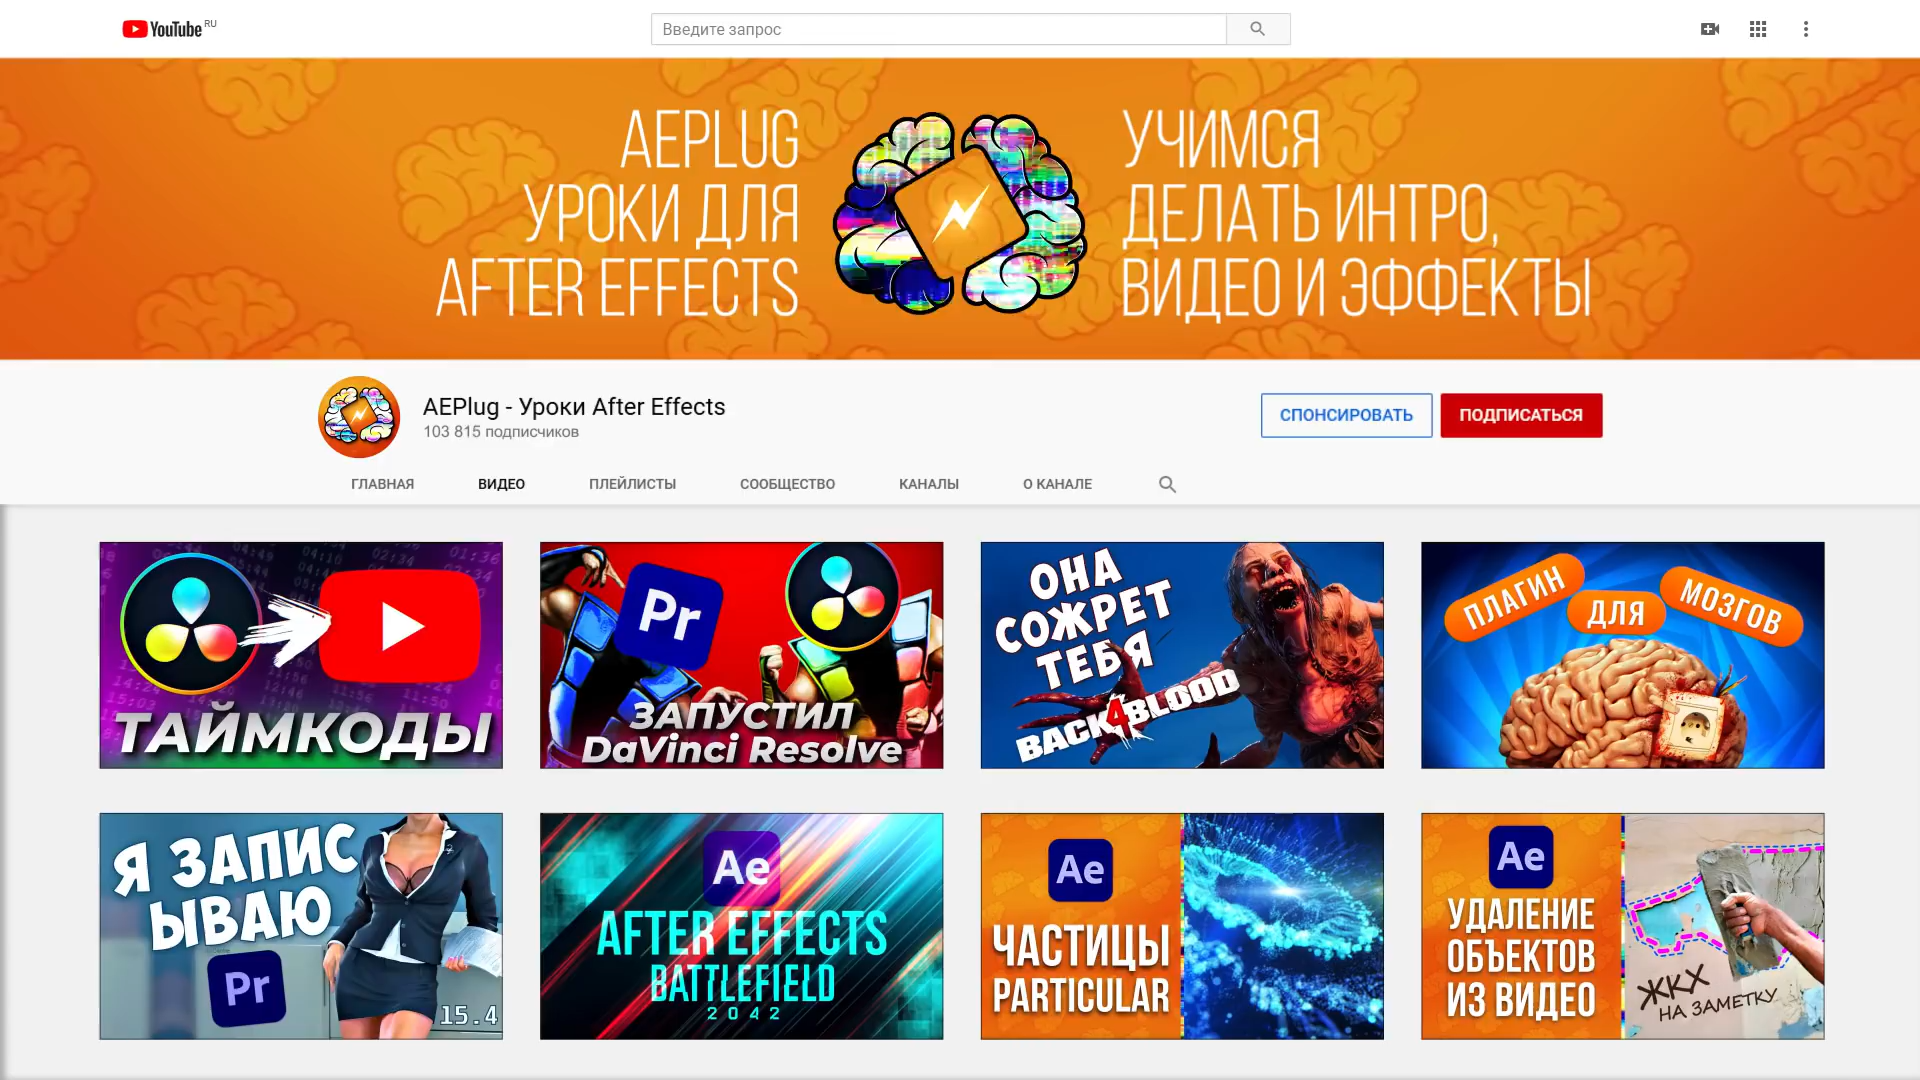 YouTube RU
Введите запрос
AEPLUG
УРОКИ ДЛЯ
AFTER EFFECTS
УЧИМСЯ
ДЕЛАТЬ ИНТРО,
ВИДЕО И ЭФФЕКТЫ
AEPlug - Уроки After Effects
103 815 подписчиков
СПОНСИРОВАТЬ
ПОДПИСАТЬСЯ
ГЛАВНАЯ
ВИДЕО
ПЛЕЙЛИСТЫ
СООБЩЕСТВО
КАНАЛЫ
О КАНАЛЕ
ТАЙМКОДЫ
Pr
ЗАПУСТИЛ
DaVinci Resolve
ОНА
СОЖРЕТ
ТЕБЯ
BACK4BLOOD
ПЛАГИН
ДЛЯ
МОЗГОВ
Я ЗАПИС
ЫВАЮ
Pr
15.4
Ae
AFTER EFFECTS
BATTLEFIELD
2042
Ae
ЧАСТИЦЫ
PARTICULAR
Ae
УДАЛЕНИЕ
ОБЪЕКТОВ
ИЗ ВИДЕО
ЖКХ
НА ЗАМЕТКУ